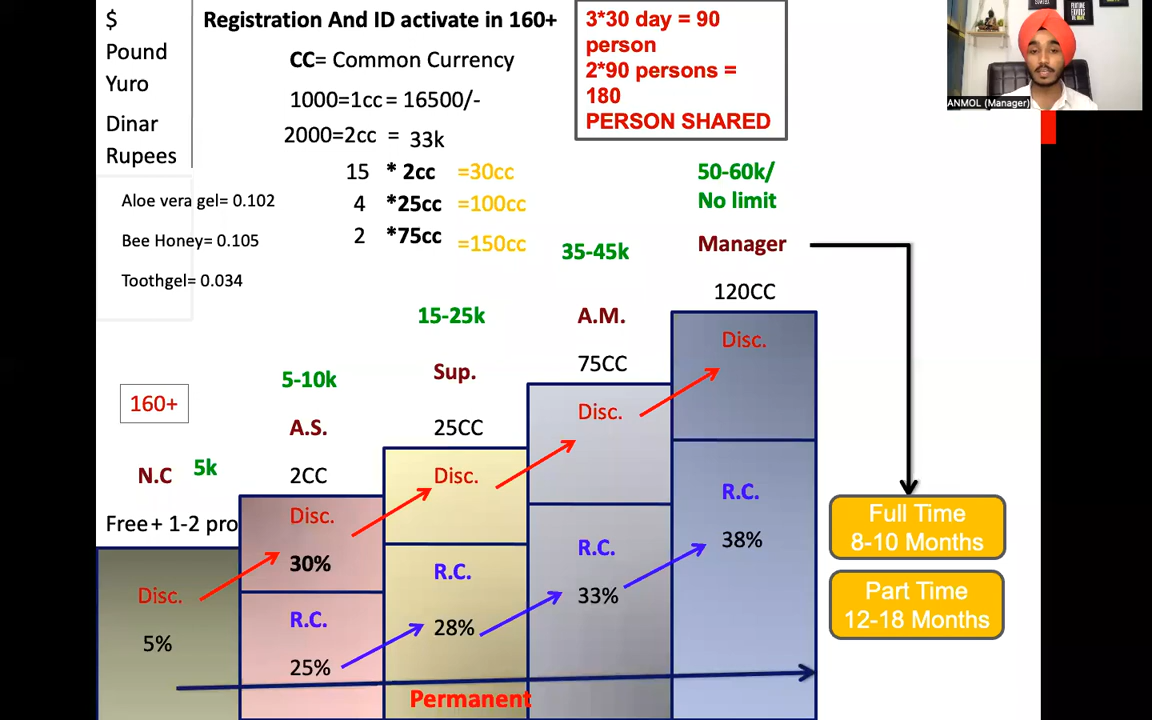 $
Pound
Yuro
Dinar
Rupees
Registration And ID activate in 160+
CC= Common Currency
1000=1cc = 16500/-
2000=2cc = 33k
15 * 2cc =30cc
4 *25cc =100cc
2 *75cc =150cc
3*30 day = 90
person
2*90 persons =
180
PERSON SHARED
ANMOL (Manager)
Aloe vera gel= 0.102
Bee Honey= 0.105
Toothgel= 0.034
160+
N.C 5k
Free + 1-2 pro
Disc.
5%
5-10k
A.S.
2CC
Disc.
30%
R.C.
25%
15-25k
Sup.
25CC
Disc.
R.C.
28%
35-45k
A.M.
75CC
Disc.
R.C.
33%
50-60k/
No limit
Manager
120CC
Disc.
R.C.
38%
Full Time
8-10 Months
Part Time
12-18 Months
Permanent